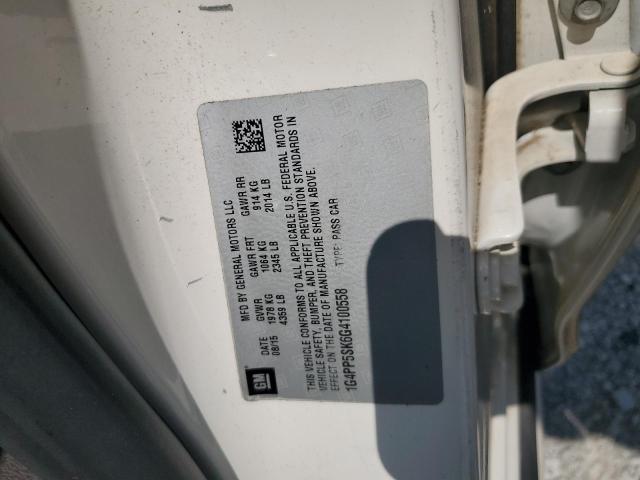 MFD BY GENERAL MOTORS LLC
DATE GVWR GAWR FRT GAWR RR
08/15 1978 KG 1064 KG 914 KG
4359 LB 2345 LB 2014 LB
GM
THIS VEHICLE CONFORMS TO ALL APPLICABLE U.S. FEDERAL MOTOR
VEHICLE SAFETY, BUMPER, AND THEFT PREVENTION STANDARDS IN
EFFECT ON THE DATE OF MANUFACTURE SHOWN ABOVE.
1G4PP5SK6G4100558 TYPE: PASS CAR